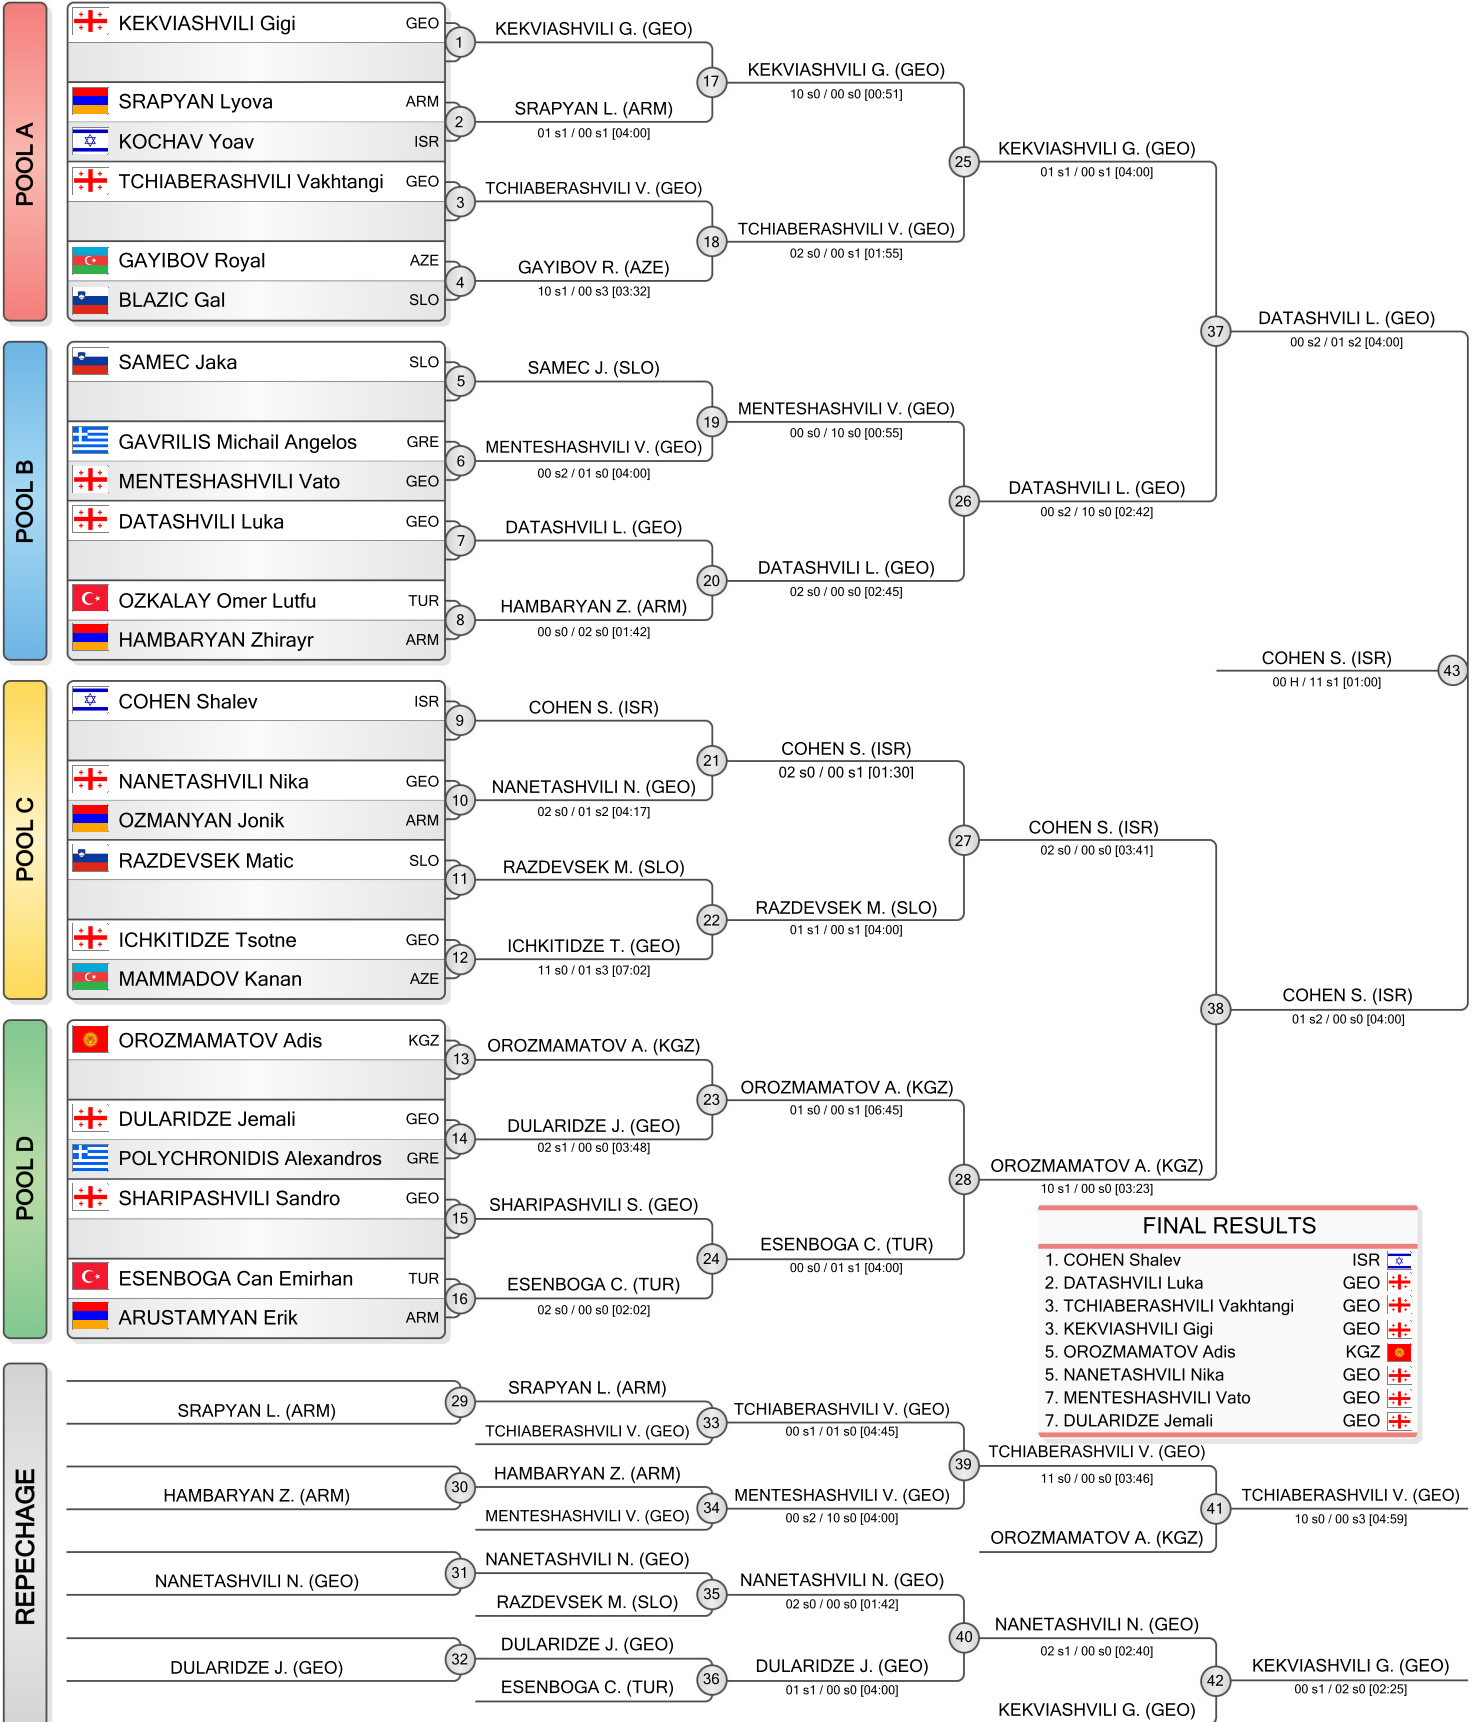 POOL A
KEKVIASHVILI Gigi GEO
SRAPYAN Lyova ARM
KOCHAV Yoav ISR
TCHIABERASHVILI Vakhtangi GEO
GAYIBOV Royal AZE
BLAZIC Gal SLO
1
KEKVIASHVILI G. (GEO)
2
SRAPYAN L. (ARM)
01 s1 / 00 s1 [04:00]
3
TCHIABERASHVILI V. (GEO)
4
GAYIBOV R. (AZE)
10 s1 / 00 s3 [03:32]
17
KEKVIASHVILI G. (GEO)
10 s0 / 00 s0 [00:51]
18
TCHIABERASHVILI V. (GEO)
02 s0 / 00 s1 [01:55]
25
KEKVIASHVILI G. (GEO)
01 s1 / 00 s1 [04:00]
POOL B
SAMEC Jaka SLO
GAVRILIS Michail Angelos GRE
MENTESHASHVILI Vato GEO
DATASHVILI Luka GEO
OZKALAY Omer Lutfu TUR
HAMBARYAN Zhirayr ARM
5
SAMEC J. (SLO)
6
MENTESHASHVILI V. (GEO)
00 s2 / 01 s0 [04:00]
7
DATASHVILI L. (GEO)
8
HAMBARYAN Z. (ARM)
00 s0 / 02 s0 [01:42]
19
MENTESHASHVILI V. (GEO)
00 s0 / 10 s0 [00:55]
20
DATASHVILI L. (GEO)
02 s0 / 00 s0 [02:45]
26
DATASHVILI L. (GEO)
00 s2 / 10 s0 [02:42]
37
DATASHVILI L. (GEO)
00 s2 / 01 s2 [04:00]
COHEN S. (ISR)
00 H / 11 s1 [01:00]
43
POOL C
COHEN Shalev ISR
NANETASHVILI Nika GEO
OZMANYAN Jonik ARM
RAZDEVSEK Matic SLO
ICHKITIDZE Tsotne GEO
MAMMADOV Kanan AZE
9
COHEN S. (ISR)
10
NANETASHVILI N. (GEO)
02 s0 / 01 s2 [04:17]
11
RAZDEVSEK M. (SLO)
12
ICHKITIDZE T. (GEO)
11 s0 / 01 s3 [07:02]
21
COHEN S. (ISR)
02 s0 / 00 s1 [01:30]
22
RAZDEVSEK M. (SLO)
01 s1 / 00 s1 [04:00]
27
COHEN S. (ISR)
02 s0 / 00 s0 [03:41]
POOL D
OROZMAMATOV Adis KGZ
DULARIDZE Jemali GEO
POLYCHRONIDIS Alexandros GRE
SHARIPASHVILI Sandro GEO
ESENBOGA Can Emirhan TUR
ARUSTAMYAN Erik ARM
13
OROZMAMATOV A. (KGZ)
14
DULARIDZE J. (GEO)
02 s1 / 00 s0 [03:48]
15
SHARIPASHVILI S. (GEO)
16
ESENBOGA C. (TUR)
02 s0 / 00 s0 [02:02]
23
OROZMAMATOV A. (KGZ)
01 s0 / 00 s1 [06:45]
24
ESENBOGA C. (TUR)
00 s0 / 01 s1 [04:00]
28
OROZMAMATOV A. (KGZ)
10 s1 / 00 s0 [03:23]
38
COHEN S. (ISR)
01 s2 / 00 s0 [04:00]
FINAL RESULTS
1. COHEN Shalev ISR
2. DATASHVILI Luka GEO
3. TCHIABERASHVILI Vakhtangi GEO
3. KEKVIASHVILI Gigi GEO
5. OROZMAMATOV Adis KGZ
5. NANETASHVILI Nika GEO
7. MENTESHASHVILI Vato GEO
7. DULARIDZE Jemali GEO
REPECHAGE
SRAPYAN L. (ARM)
29
SRAPYAN L. (ARM)
TCHIABERASHVILI V. (GEO)
33
TCHIABERASHVILI V. (GEO)
00 s1 / 01 s0 [04:45]
HAMBARYAN Z. (ARM)
30
HAMBARYAN Z. (ARM)
MENTESHASHVILI V. (GEO)
34
MENTESHASHVILI V. (GEO)
00 s2 / 10 s0 [04:00]
39
TCHIABERASHVILI V. (GEO)
11 s0 / 00 s0 [03:46]
OROZMAMATOV A. (KGZ)
41
TCHIABERASHVILI V. (GEO)
10 s0 / 00 s3 [04:59]
NANETASHVILI N. (GEO)
31
NANETASHVILI N. (GEO)
RAZDEVSEK M. (SLO)
35
NANETASHVILI N. (GEO)
02 s0 / 00 s0 [01:42]
DULARIDZE J. (GEO)
32
DULARIDZE J. (GEO)
ESENBOGA C. (TUR)
36
DULARIDZE J. (GEO)
01 s1 / 00 s0 [04:00]
40
NANETASHVILI N. (GEO)
02 s1 / 00 s0 [02:40]
KEKVIASHVILI G. (GEO)
42
KEKVIASHVILI G. (GEO)
00 s1 / 02 s0 [02:25]